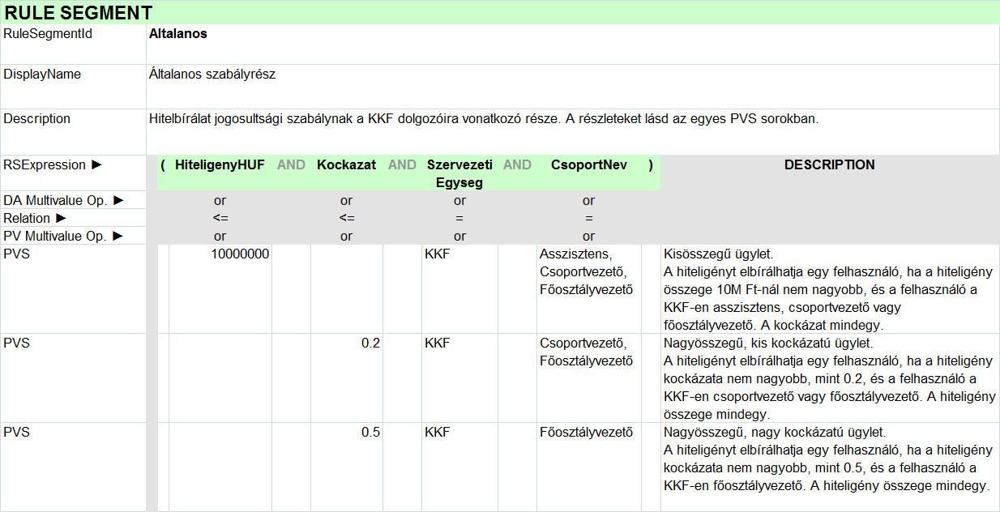 RULE SEGMENT
RuleSegmentId Altalanos
DisplayName Általanos szabályrész
Description Hitelbírálat jogosultsági szabálynak a KKF dolgozóira vonatkozó része. A részleteket lásd az egyes PVS sorokban.
RSExpression ► ( HiteligenyHUF AND Kockazat AND Szervezeti AND CsoportNev ) DESCRIPTION
Egyseg
DA Multivalue Op. ► or or or or
Relation ► <= <= = =
PV Multivalue Op. ► or or or or
PVS 10000000 KKF Asszisztens, Kisösszegű ügylet.
Csoportvezető, A hiteligényt elbírálhatja egy felhasználó, ha a hiteligény
Főosztályvezető összege 10M Ft-nál nem nagyobb, és a felhasználó a
KKF-en asszisztens, csoportvezető vagy
főosztályvezető. A kockázat mindegy.
PVS 0.2 KKF Csoportvezető, Nagyösszegű, kis kockázatú ügylet.
Főosztályvezető A hiteligényt elbírálhatja egy felhasználó, ha a hiteligény
kockázata nem nagyobb, mint 0.2, és a felhasználó a
KKF-en csoportvezető vagy főosztályvezető. A hiteligény
összege mindegy.
PVS 0.5 KKF Főosztályvezető Nagyösszegű, nagy kockázatú ügylet.
A hiteligényt elbírálhatja egy felhasználó, ha a hiteligény
kockázata nem nagyobb, mint 0.5, és a felhasználó a
KKF-en főosztályvezető. A hiteligény összege mindegy.